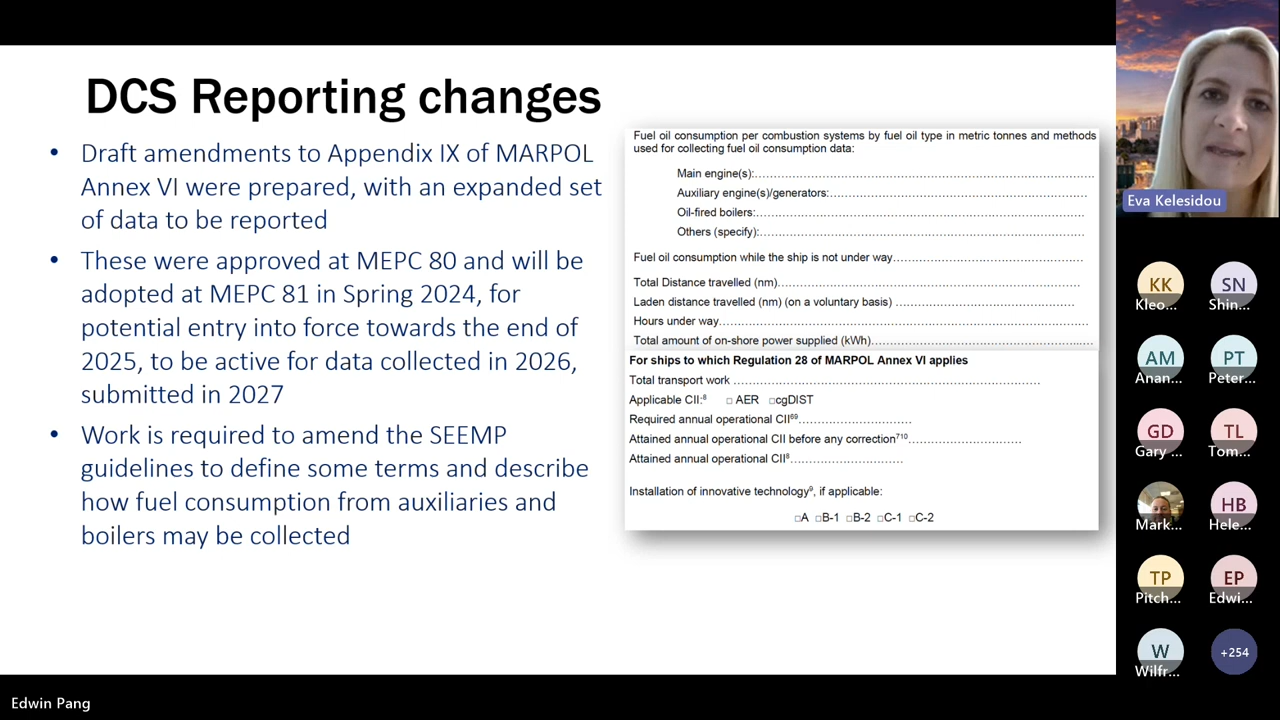 DCS Reporting changes
• Draft amendments to Appendix IX of MARPOL
Annex VI were prepared, with an expanded set
of data to be reported
• These were approved at MEPC 80 and will be
adopted at MEPC 81 in Spring 2024, for
potential entry into force towards the end of
2025, to be active for data collected in 2026,
submitted in 2027
• Work is required to amend the SEEMP
guidelines to define some terms and describe
how fuel consumption from auxiliaries and
boilers may be collected
Fuel oil consumption per combustion systems by fuel oil type in metric tonnes and methods
used for collecting fuel oil consumption data:
Main engine(s):..........
Auxiliary engine(s)/generators:..........
Oil-fired boilers:..........
Others (specify):..........
Fuel oil consumption while the ship is not under way..........
Total Distance travelled (nm)..........
Laden distance travelled (nm) (on a voluntary basis) ..........
Hours under way..........
Total amount of on-shore power supplied (kWh)..........
For ships to which Regulation 28 of MARPOL Annex VI applies
Total transport work ..........
Applicable CII:⁸ □ AER □cgDIST
Required annual operational CII⁶⁹..........
Attained annual operational CII before any correction⁷¹⁰..........
Attained annual operational CII⁸..........
Installation of innovative technology⁹, if applicable:
□A □B-1 □B-2 □C-1 □C-2
Eva Kelesidou
KK
Kleo...
SN
Shin...
AM
Anan...
PT
Peter...
GD
Gary ...
TL
Tom...
Mark...
HB
Hele...
TP
Pitch...
EP
Edwi...
W
Wilfr...
+254
Edwin Pang